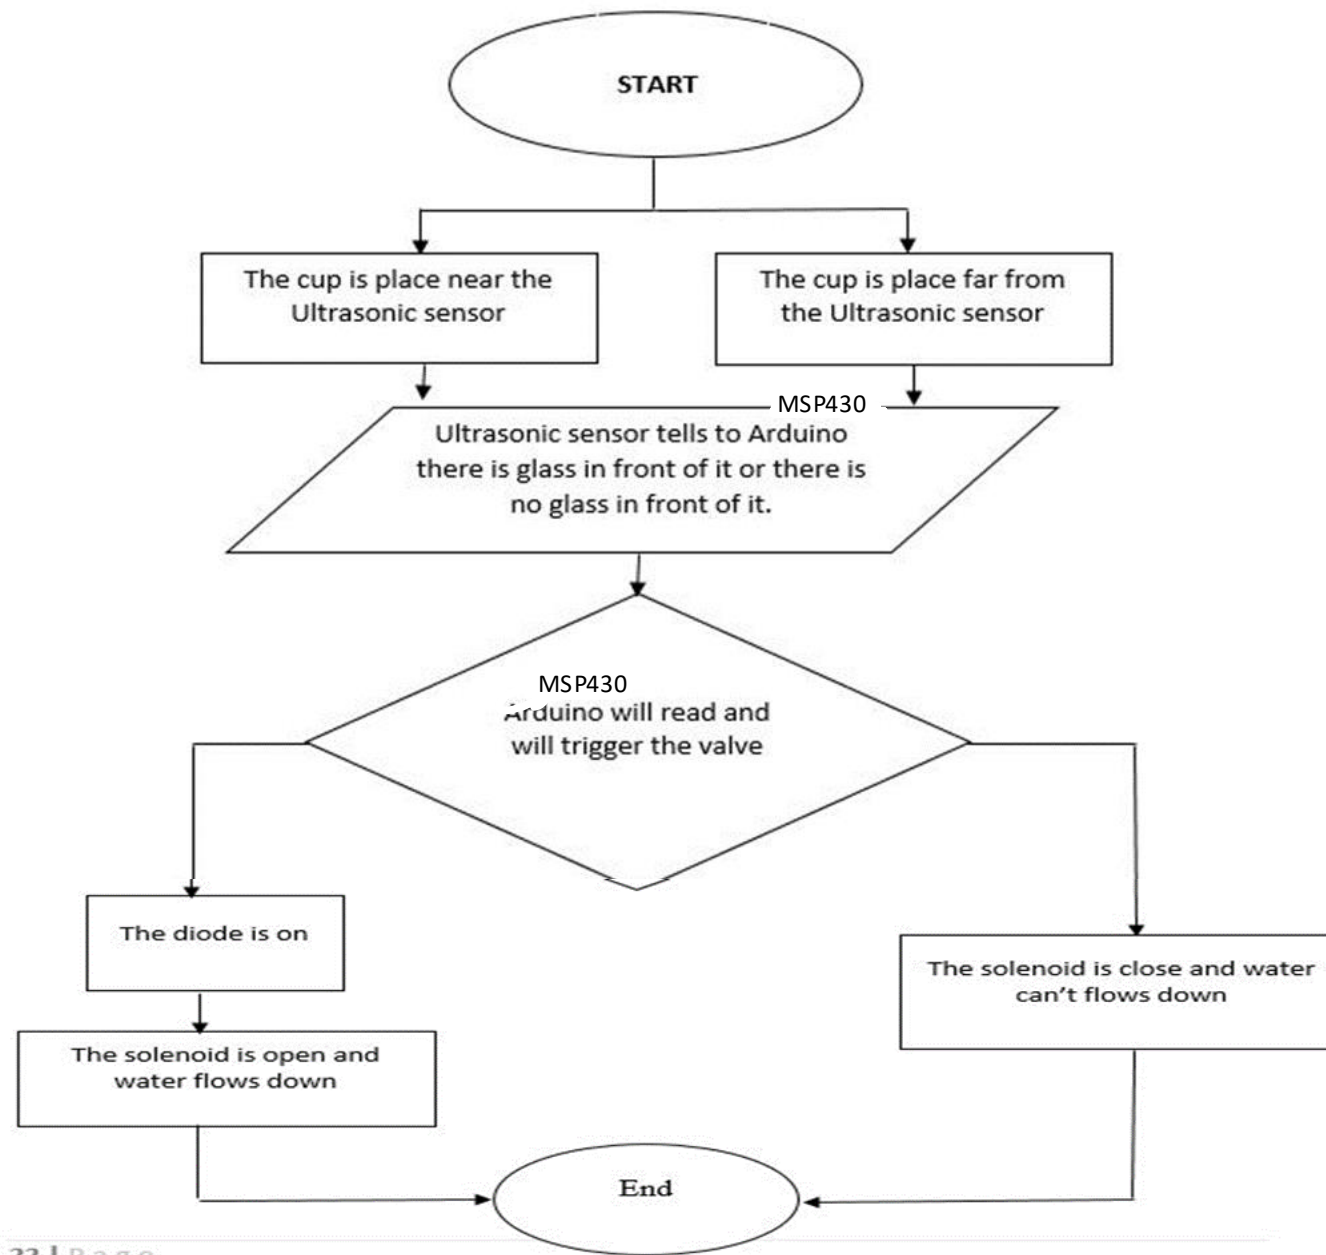 START
The cup is place near the
Ultrasonic sensor
The cup is place far from
the Ultrasonic sensor
MSP430
Ultrasonic sensor tells to Arduino
there is glass in front of it or there is
no glass in front of it.
MSP430
Arduino will read and
will trigger the valve
The diode is on
The solenoid is close and water
can't flows down
The solenoid is open and
water flows down
End